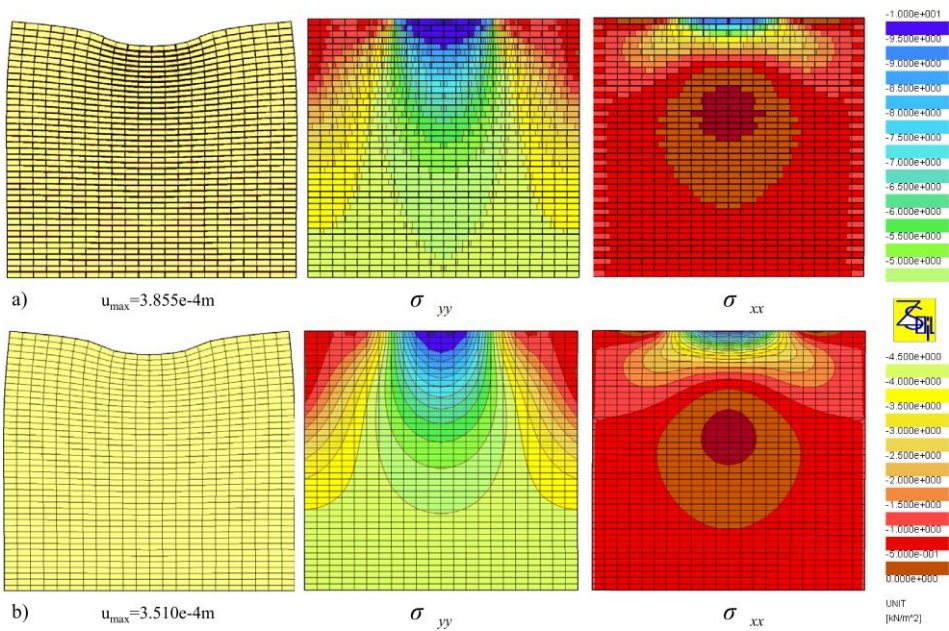 -1.000e+001
-9.500e+000
-9.000e+000
-8.500e+000
-8.000e+000
-7.500e+000
-7.000e+000
-6.500e+000
-6.000e+000
-5.500e+000
-5.000e+000
a) u_max=3.855e-4m σ yy σ xx
-4.500e+000
-4.000e+000
-3.500e+000
-3.000e+000
-2.500e+000
-2.000e+000
-1.500e+000
-1.000e+000
-5.000e-001
0.000e+000
UNIT
[kN/m^2]
b) u_max=3.510e-4m σ yy σ xx